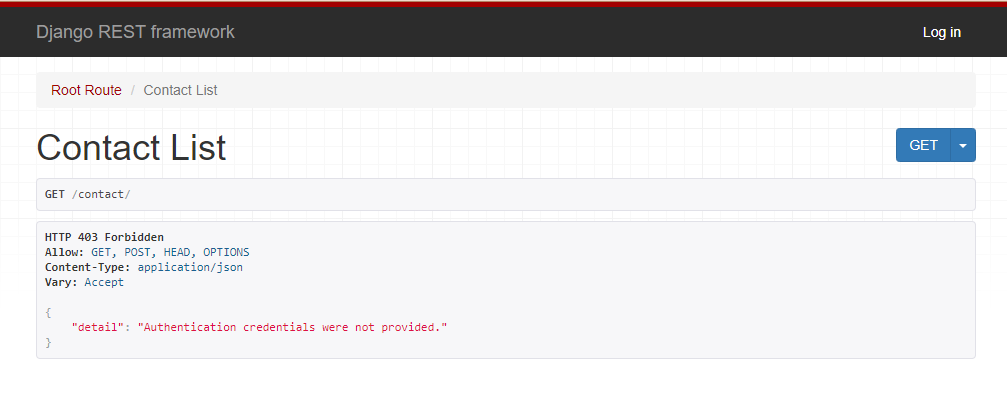 Django REST framework
Log in
Root Route / Contact List
Contact List
GET
GET /contact/
HTTP 403 Forbidden
Allow: GET, POST, HEAD, OPTIONS
Content-Type: application/json
Vary: Accept
{
    "detail": "Authentication credentials were not provided."
}